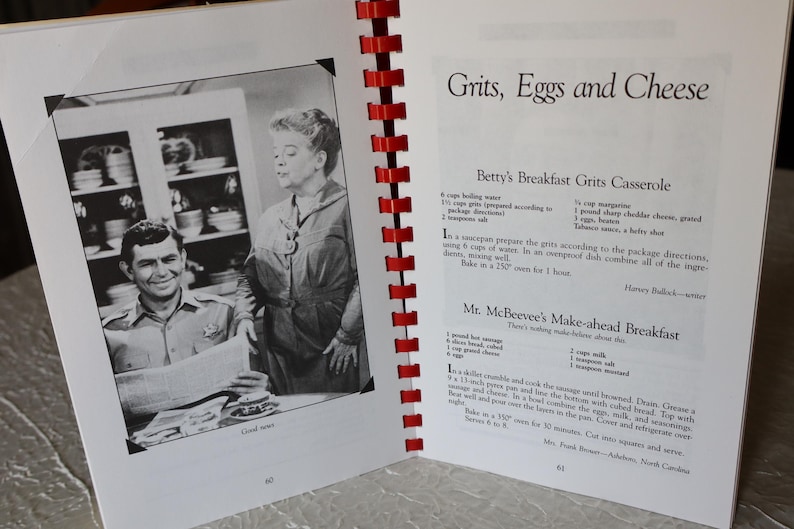 Good news
60
Grits, Eggs and Cheese
Betty's Breakfast Grits Casserole
6 cups boiling water
1½ cups grits (prepared according to
package directions)
2 teaspoons salt
¼ cup margarine
1 pound sharp cheddar cheese, grated
3 eggs, beaten
Tabasco sauce, a hefty shot
In a saucepan prepare the grits according to the package directions,
using 6 cups of water. In an ovenproof dish combine all of the ingre-
dients, mixing well.
Bake in a 250° oven for 1 hour.
Harvey Bullock—writer
Mr. McBeevee's Make-ahead Breakfast
There's nothing make-believe about this.
1 pound hot sausage
6 slices bread, cubed
1 cup grated cheese
6 eggs
2 cups milk
1 teaspoon salt
1 teaspoon mustard
In a skillet crumble and cook the sausage until browned. Drain. Grease a
9 x 13-inch pyrex pan and line the bottom with cubed bread. Top with
sausage and cheese. In a bowl combine the eggs, milk, and seasonings.
Beat well and pour over the layers in the pan. Cover and refrigerate over-
night.
Bake in a 350° oven for 30 minutes. Cut into squares and serve.
Serves 6 to 8.
Mrs. Frank Brower—Asheboro, North Carolina
61